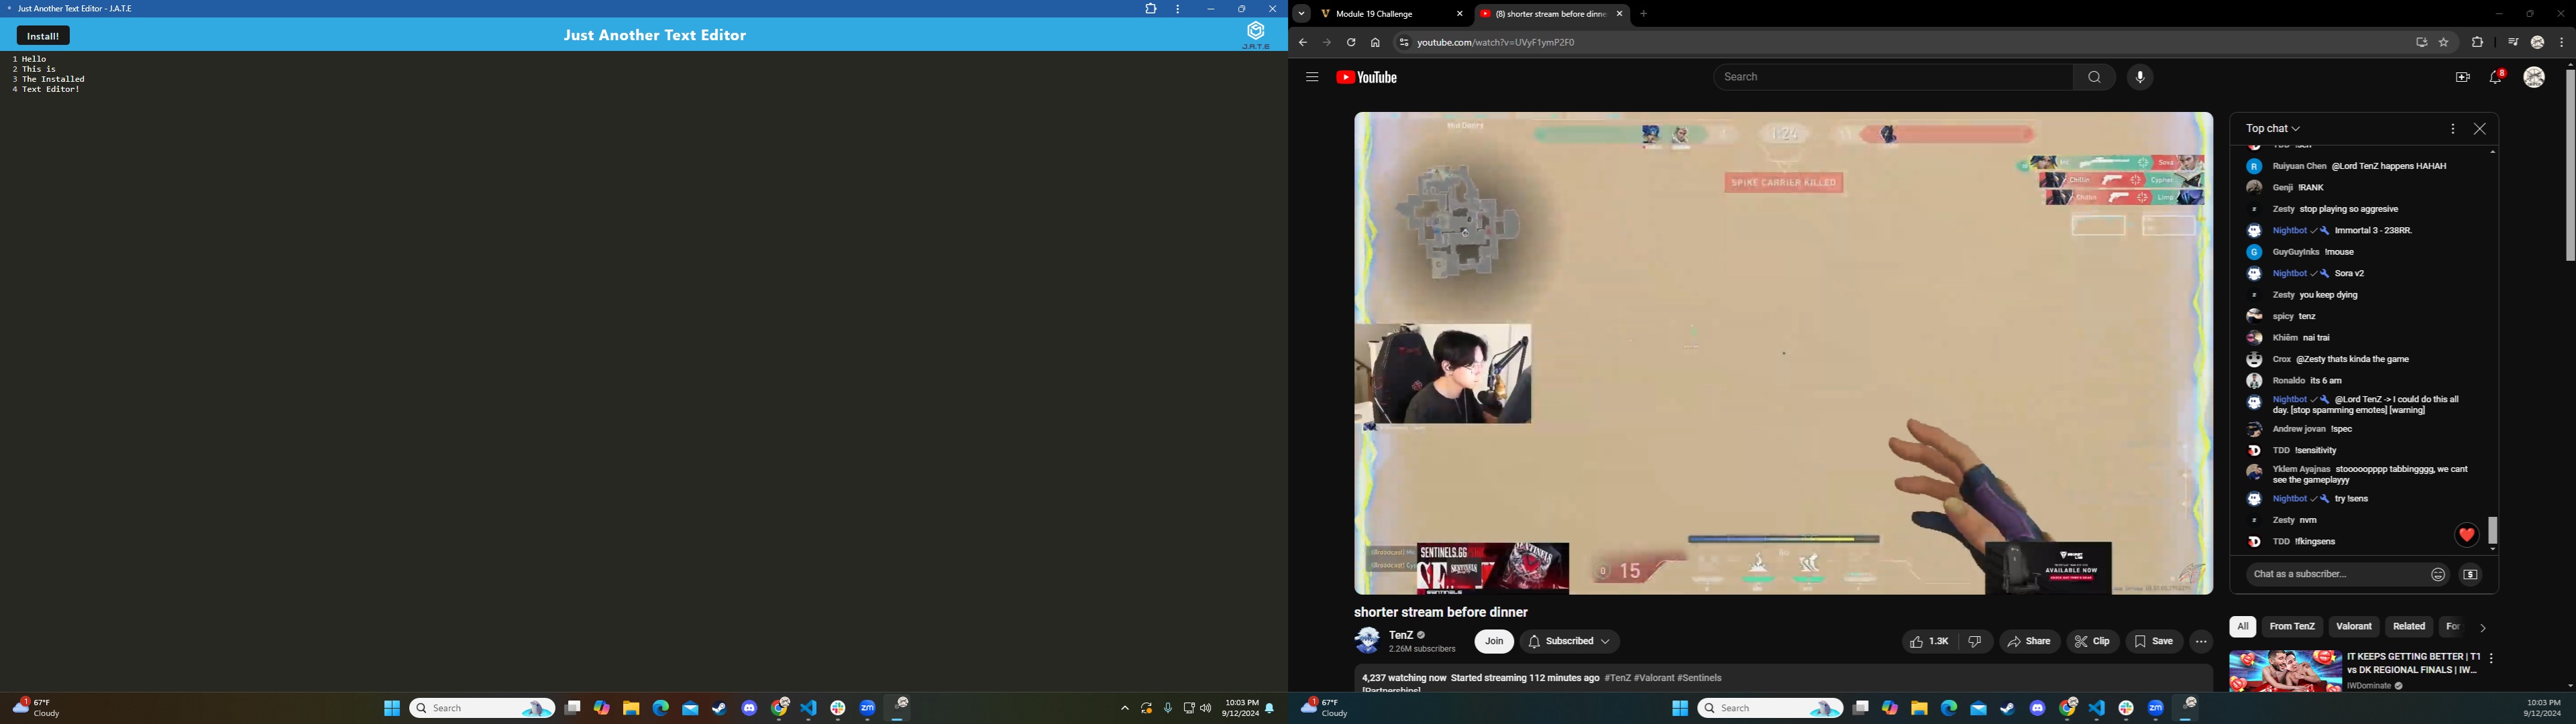 Just Another Text Editor - J.A.T.E
Install!
Just Another Text Editor
J.A.T.E
1 Hello
2 This is
3 The Installed
4 Text Editor!
1
67°F
Cloudy
Search
10:03 PM
9/12/2024
Module 19 Challenge
(8) shorter stream before dinne
youtube.com/watch?v=UVyF1ymP2F0
YouTube
Search
8
1:24
SPIKE CARRIER KILLED
Sova
Chillin
Cypher
15
SENTINELS.GG
SENTINELS
AVAILABLE NOW
Top chat
Ruiyuan Chen @Lord TenZ happens HAHAH
Genji !RANK
Zesty stop playing so aggresive
Nightbot Immortal 3 - 238RR.
GuyGuyInks !mouse
Nightbot Sora v2
Zesty you keep dying
spicy tenz
Khiêm nai trai
Crox @Zesty thats kinda the game
Ronaldo its 6 am
Nightbot @Lord TenZ -> I could do this all
day. [stop spamming emotes] [warning]
Andrew jovan !spec
TDD !sensitivity
Yklem Ayajnas stooooopppp tabbingggg, we cant
see the gameplayyy
Nightbot try !sens
Zesty nvm
TDD !fkingsens
Chat as a subscriber...
shorter stream before dinner
TenZ
2.26M subscribers
Join
Subscribed
1.3K
Share
Clip
Save
4,237 watching now Started streaming 112 minutes ago #TenZ #Valorant #Sentinels
[Partnerships]
All
From TenZ
Valorant
Related
For
IT KEEPS GETTING BETTER | T1
vs DK REGIONAL FINALS | IW...
IWDominate
1
67°F
Cloudy
Search
10:03 PM
9/12/2024